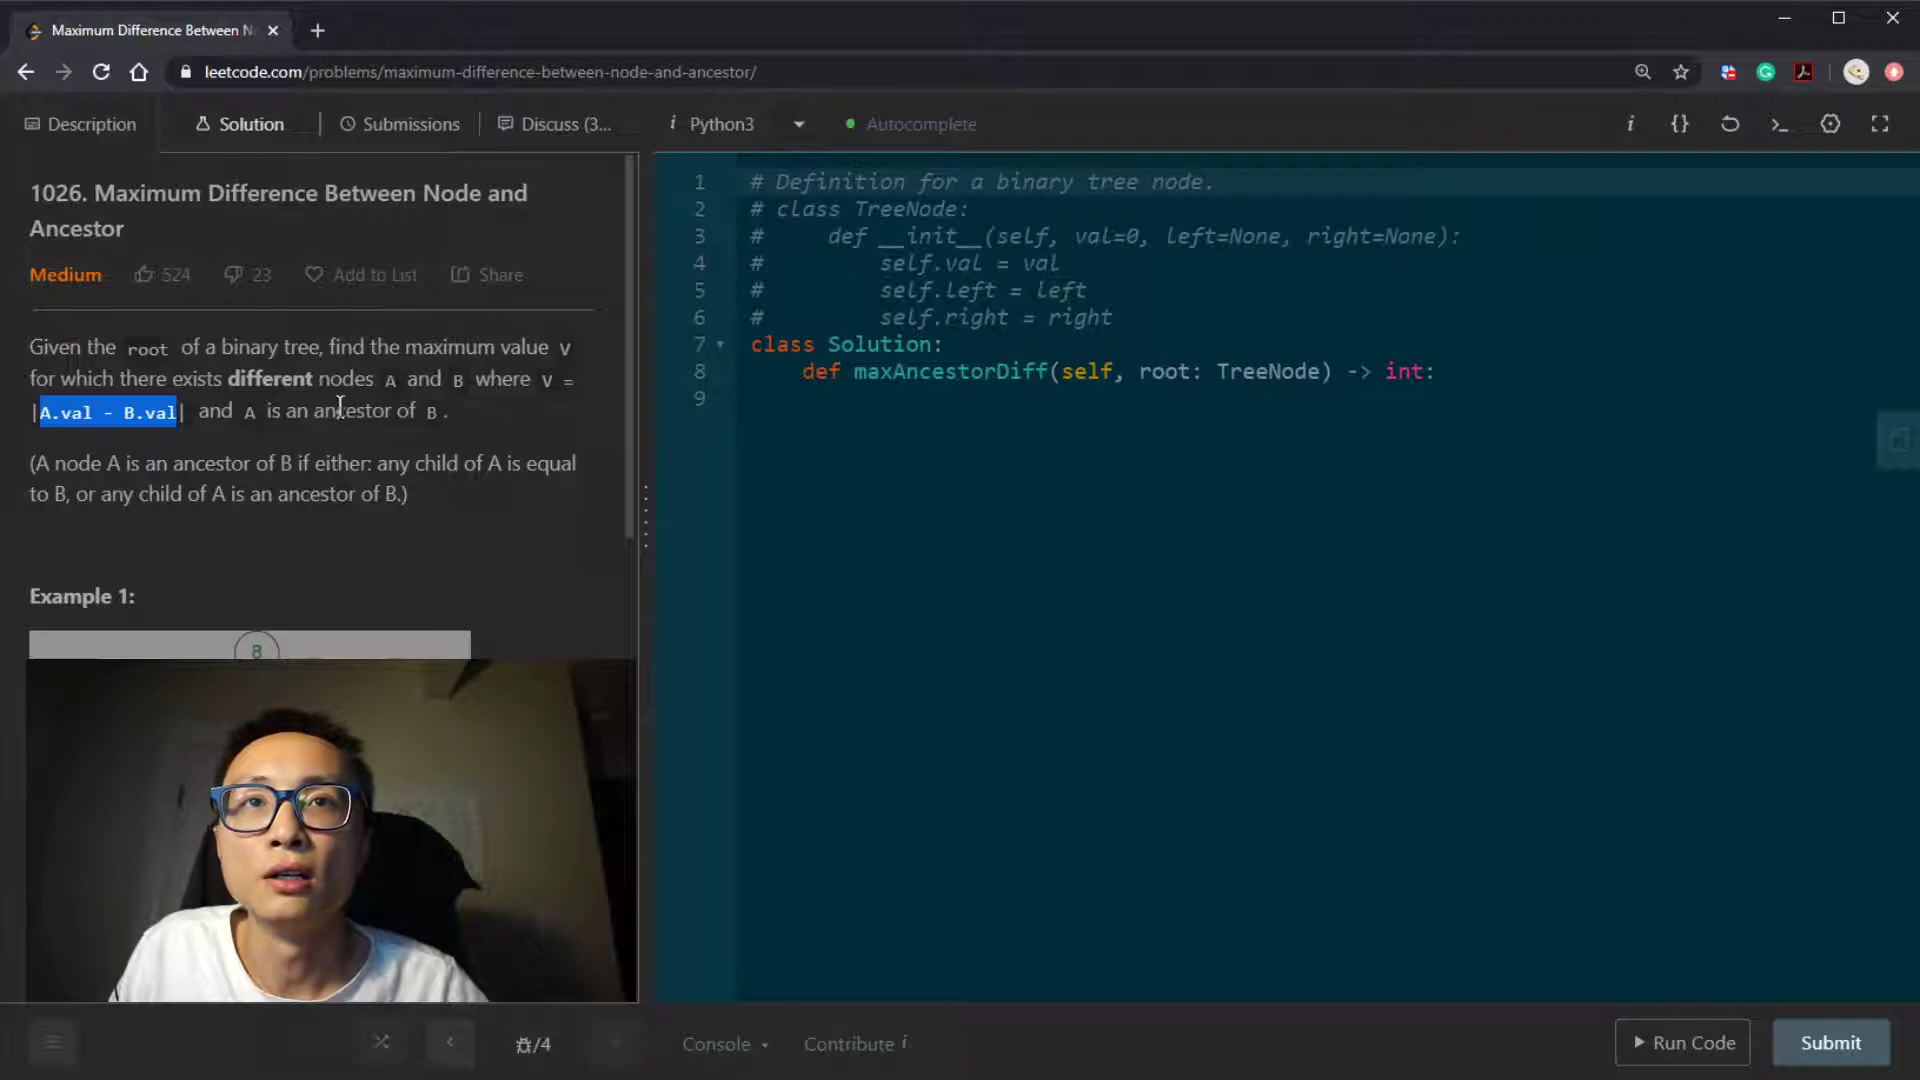 Maximum Difference Between N
leetcode.com/problems/maximum-difference-between-node-and-ancestor/
Description
Solution
Submissions
Discuss (3...
i Python3
Autocomplete
1026. Maximum Difference Between Node and
Ancestor
Medium
524
23
Add to List
Share
Given the root of a binary tree, find the maximum value V
for which there exists different nodes A and B where V =
|A.val - B.val| and A is an ancestor of B.
(A node A is an ancestor of B if either: any child of A is equal
to B, or any child of A is an ancestor of B.)
Example 1:
8
1 # Definition for a binary tree node.
2 # class TreeNode:
3 #     def __init__(self, val=0, left=None, right=None):
4 #         self.val = val
5 #         self.left = left
6 #         self.right = right
7 class Solution:
8     def maxAncestorDiff(self, root: TreeNode) -> int:
9
/4
Console
Contribute i
Run Code
Submit